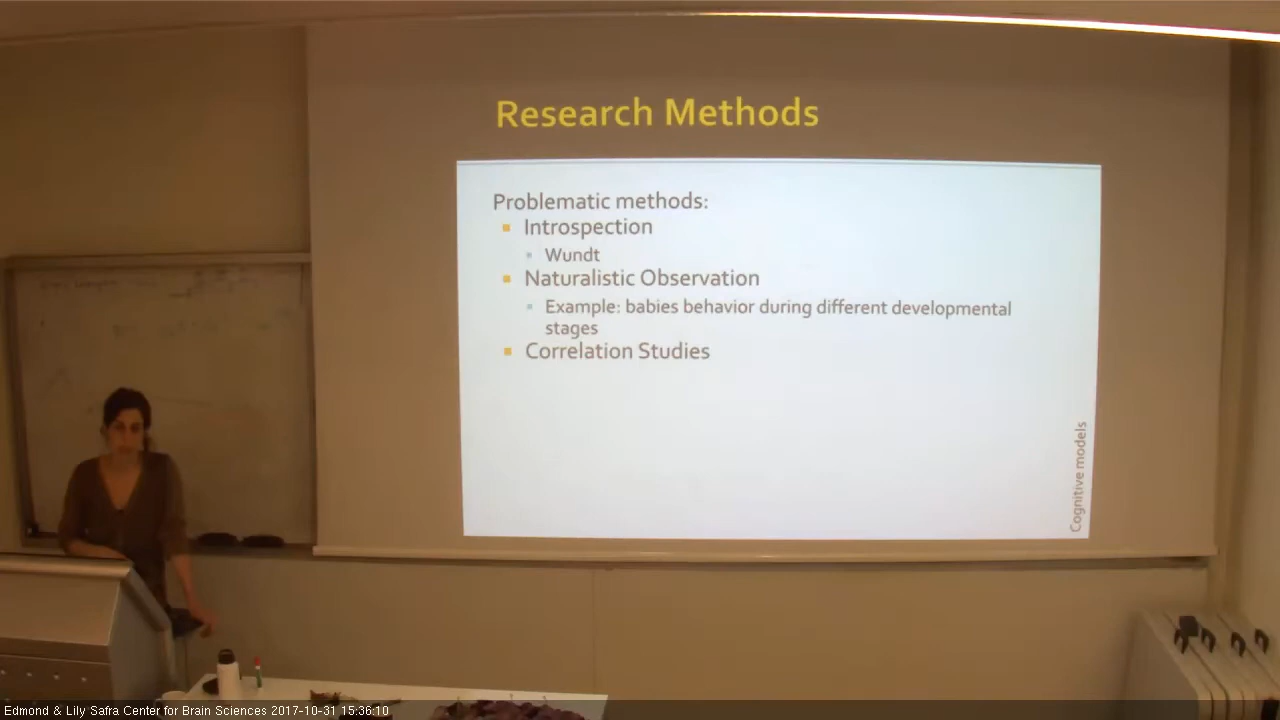 Research Methods
Problematic methods:
Introspection
Wundt
Naturalistic Observation
Example: babies behavior during different developmental
stages
Correlation Studies
Cognitive models
Edmond & Lily Safra Center for Brain Sciences 2017-10-31 15:36:10